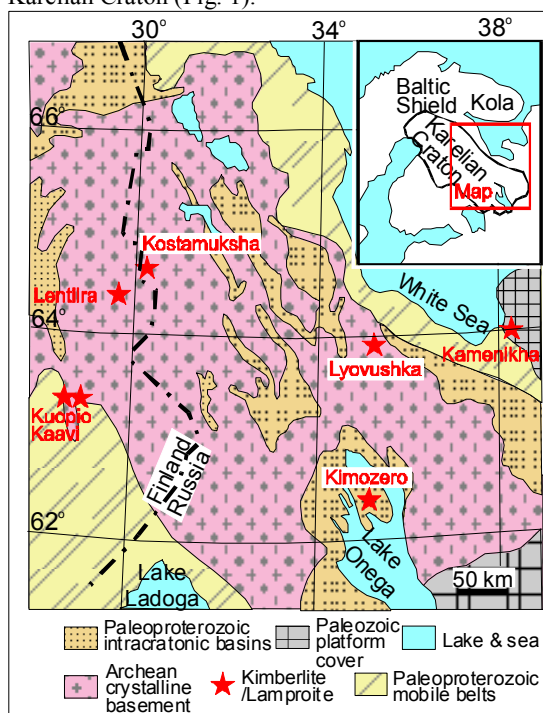 Karelian Craton (Fig. 1).
30°
34°
38°
66°
Baltic
Shield
Kola
Karelian
Craton
Map
Kostamuksha
Lentiira
White Sea
64°
Lyovushka
Kamenikha
Kuopio
Kaavi
Finland
Russia
Kimozero
62°
Lake
Onega
Lake
Ladoga
50 km
Paleoproterozoic
intracratonic basins
Paleozoic
platform
cover
Lake & sea
Archean
crystalline
basement
Kimberlite
/Lamproite
Paleoproterozoic
mobile belts